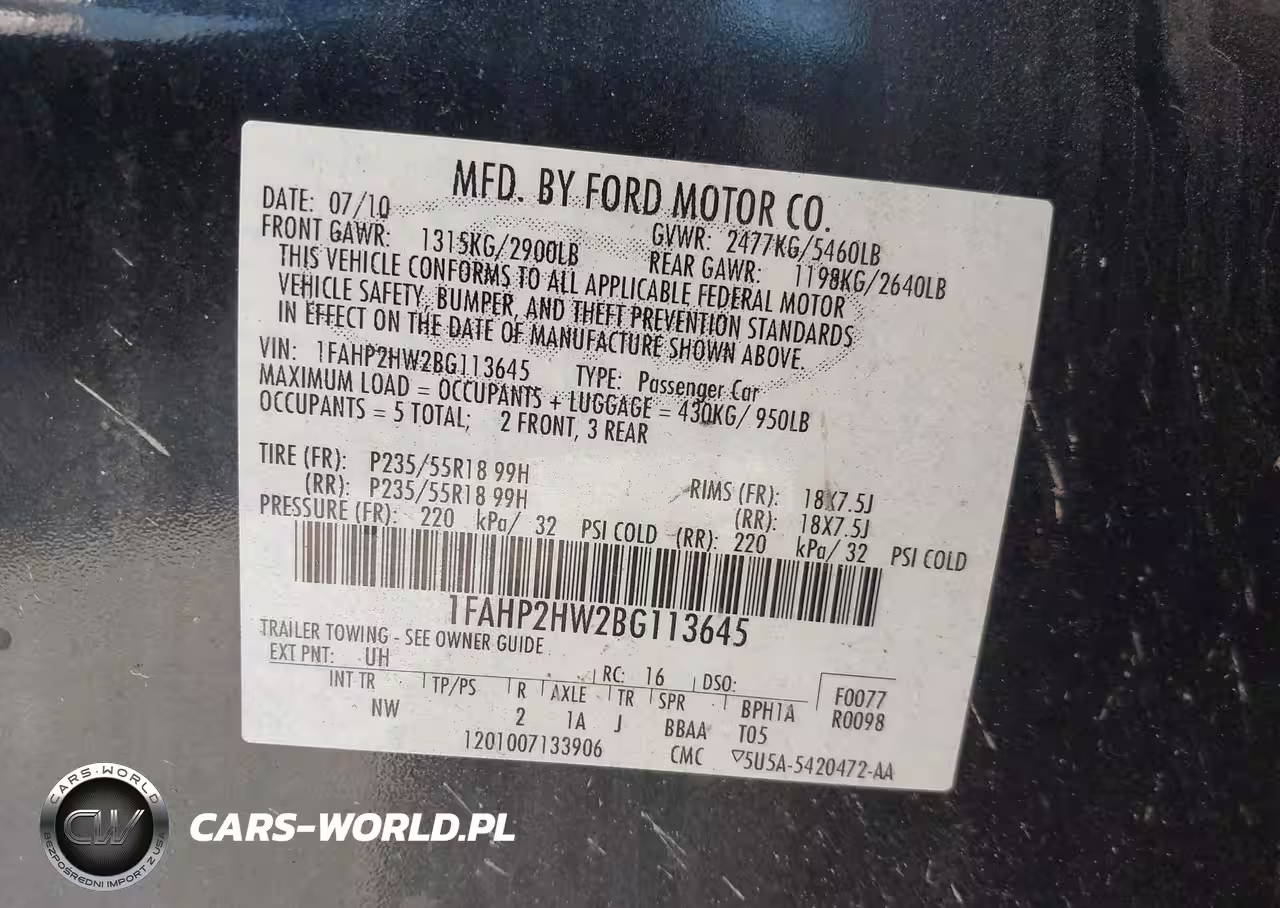 MFD. BY FORD MOTOR CO.
DATE: 07/10 GVWR: 2477KG/5460LB
FRONT GAWR: 1315KG/2900LB REAR GAWR: 1198KG/2640LB
THIS VEHICLE CONFORMS TO ALL APPLICABLE FEDERAL MOTOR
VEHICLE SAFETY, BUMPER, AND THEFT PREVENTION STANDARDS
IN EFFECT ON THE DATE OF MANUFACTURE SHOWN ABOVE.
VIN: 1FAHP2HW2BG113645 TYPE: Passenger Car
MAXIMUM LOAD = OCCUPANTS + LUGGAGE = 430KG/ 950LB
OCCUPANTS = 5 TOTAL; 2 FRONT, 3 REAR
TIRE (FR): P235/55R18 99H RIMS (FR): 18X7.5J
(RR): P235/55R18 99H (RR): 18X7.5J
PRESSURE (FR): 220 kPa/ 32 PSI COLD (RR): 220 kPa/ 32 PSI COLD
1FAHP2HW2BG113645
TRAILER TOWING - SEE OWNER GUIDE
EXT PNT: UH RC: 16 DSO: F0077
INT TR TP/PS R AXLE TR SPR BPH1A R0098
NW 2 1A J BBAA T05
1201007133906 CMC ▽5U5A-5420472-AA
CARS-WORLD
CW
BEZPOŚREDNI IMPORT Z USA
CARS-WORLD.PL